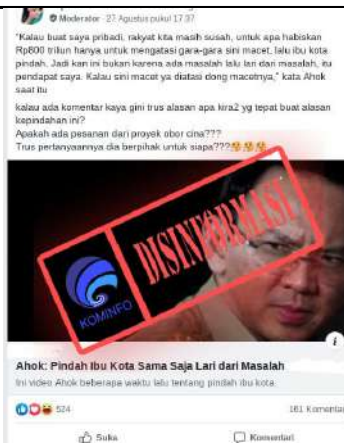 Moderator · 27 Agustus pukul 17.37
"Kalau buat saya pribadi, rakyat kita masih susah, untuk apa habiskan
Rp800 triliun hanya untuk mengatasi gara-gara sini macet, lalu ibu kota
pindah. Jadi kan ini bukan karena ada masalah lalu lari dari masalah, itu
pendapat saya. Kalau sini macet ya diatasi dong macetnya," kata Ahok
saat itu
kalau ada komentar kaya gini trus alasan apa kira2 yg tepat buat alasan
kepindahan ini?
Apakah ada pesanan dari proyek obor cina???
Trus pertanyaannya dia berpihak untuk siapa???
KOMINFO
DISINFORMASI
i
Ahok: Pindah Ibu Kota Sama Saja Lari dari Masalah
Ini video Ahok beberapa waktu lalu tentang pindah ibu kota.
524
161 Komentar
Suka
Komentari